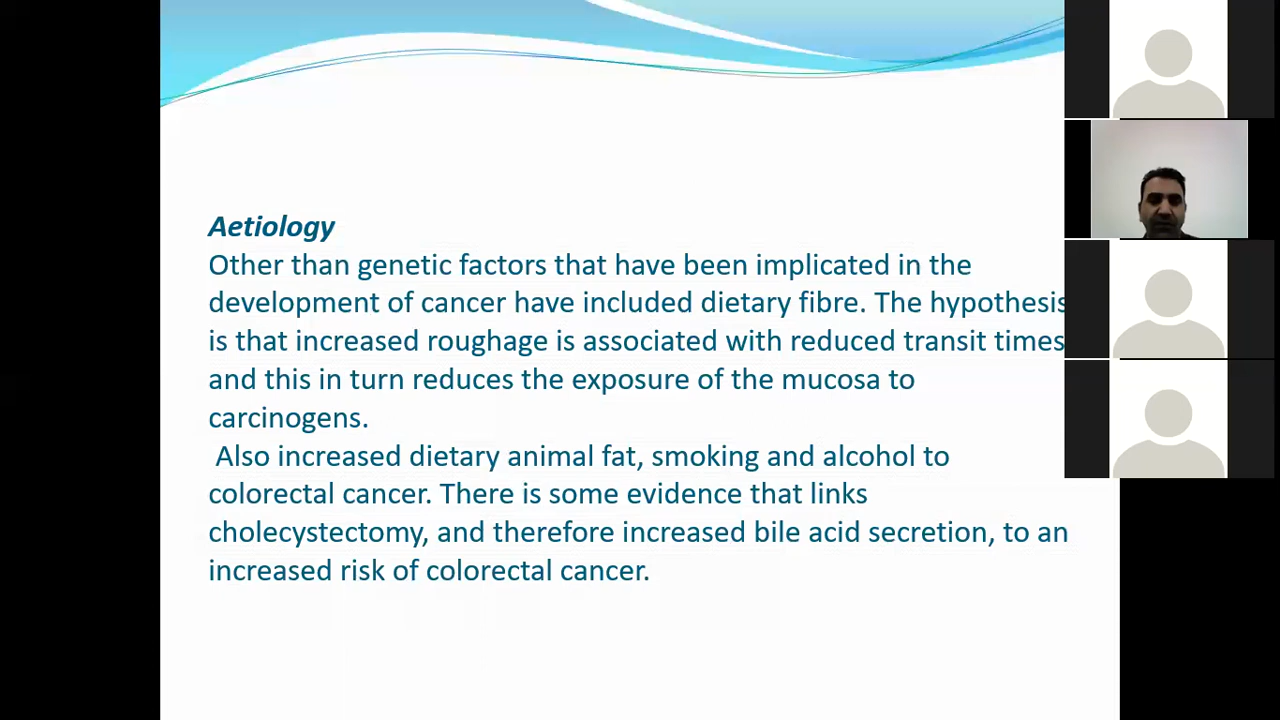 Aetiology
Other than genetic factors that have been implicated in the
development of cancer have included dietary fibre. The hypothesis
is that increased roughage is associated with reduced transit times
and this in turn reduces the exposure of the mucosa to
carcinogens.
Also increased dietary animal fat, smoking and alcohol to
colorectal cancer. There is some evidence that links
cholecystectomy, and therefore increased bile acid secretion, to an
increased risk of colorectal cancer.